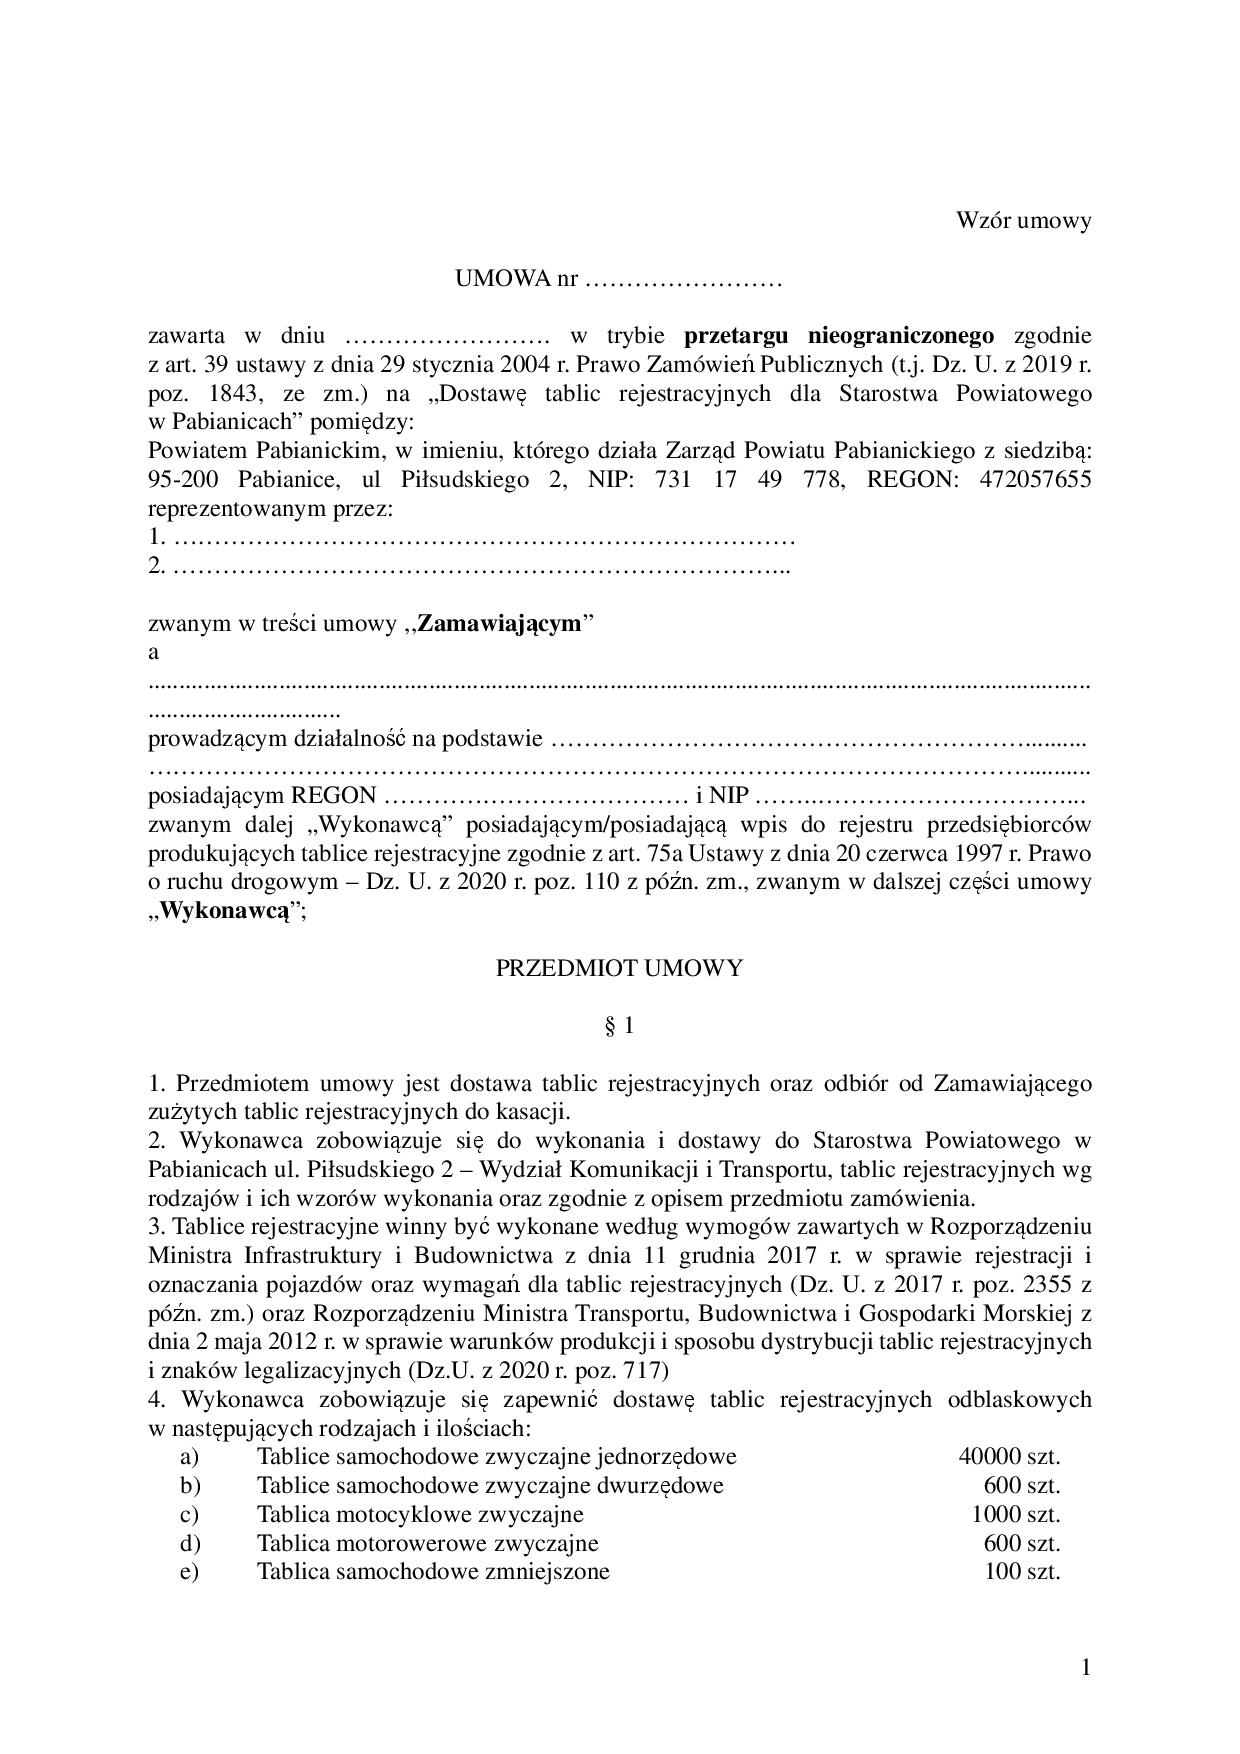 Wzór umowy
UMOWA nr ……………………
zawarta w dniu ……………………. w trybie przetargu nieograniczonego zgodnie
z art. 39 ustawy z dnia 29 stycznia 2004 r. Prawo Zamówień Publicznych (t.j. Dz. U. z 2019 r.
poz. 1843, ze zm.) na „Dostawę tablic rejestracyjnych dla Starostwa Powiatowego
w Pabianicach” pomiędzy:
Powiatem Pabianickim, w imieniu, którego działa Zarząd Powiatu Pabianickiego z siedzibą:
95-200 Pabianice, ul Piłsudskiego 2, NIP: 731 17 49 778, REGON: 472057655
reprezentowanym przez:
1. …………………………………………………………………
2. ………………………………………………………………..
zwanym w treści umowy ,,Zamawiającym”
a
.......................................................................................................................................................
...............................
prowadzącym działalność na podstawie …………………………………………………..........
…………………………………………………………………………………………...........
posiadającym REGON ………………………………. i NIP ……..…………………………...
zwanym dalej „Wykonawcą” posiadającym/posiadającą wpis do rejestru przedsiębiorców
produkujących tablice rejestracyjne zgodnie z art. 75a Ustawy z dnia 20 czerwca 1997 r. Prawo
o ruchu drogowym – Dz. U. z 2020 r. poz. 110 z późn. zm., zwanym w dalszej części umowy
„Wykonawcą”;
PRZEDMIOT UMOWY
§ 1
1. Przedmiotem umowy jest dostawa tablic rejestracyjnych oraz odbiór od Zamawiającego
zużytych tablic rejestracyjnych do kasacji.
2. Wykonawca zobowiązuje się do wykonania i dostawy do Starostwa Powiatowego w
Pabianicach ul. Piłsudskiego 2 – Wydział Komunikacji i Transportu, tablic rejestracyjnych wg
rodzajów i ich wzorów wykonania oraz zgodnie z opisem przedmiotu zamówienia.
3. Tablice rejestracyjne winny być wykonane według wymogów zawartych w Rozporządzeniu
Ministra Infrastruktury i Budownictwa z dnia 11 grudnia 2017 r. w sprawie rejestracji i
oznaczania pojazdów oraz wymagań dla tablic rejestracyjnych (Dz. U. z 2017 r. poz. 2355 z
późn. zm.) oraz Rozporządzeniu Ministra Transportu, Budownictwa i Gospodarki Morskiej z
dnia 2 maja 2012 r. w sprawie warunków produkcji i sposobu dystrybucji tablic rejestracyjnych
i znaków legalizacyjnych (Dz.U. z 2020 r. poz. 717)
4. Wykonawca zobowiązuje się zapewnić dostawę tablic rejestracyjnych odblaskowych
w następujących rodzajach i ilościach:
a) Tablice samochodowe zwyczajne jednorzędowe 40000 szt.
b) Tablice samochodowe zwyczajne dwurzędowe 600 szt.
c) Tablica motocyklowe zwyczajne 1000 szt.
d) Tablica motorowerowe zwyczajne 600 szt.
e) Tablica samochodowe zmniejszone 100 szt.
1